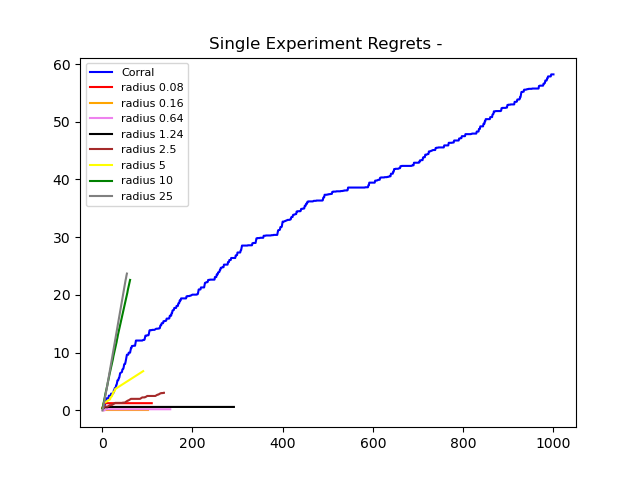 Single Experiment Regrets -
60
50
40
30
20
10
0
Corral
radius 0.08
radius 0.16
radius 0.64
radius 1.24
radius 2.5
radius 5
radius 10
radius 25
0 200 400 600 800 1000